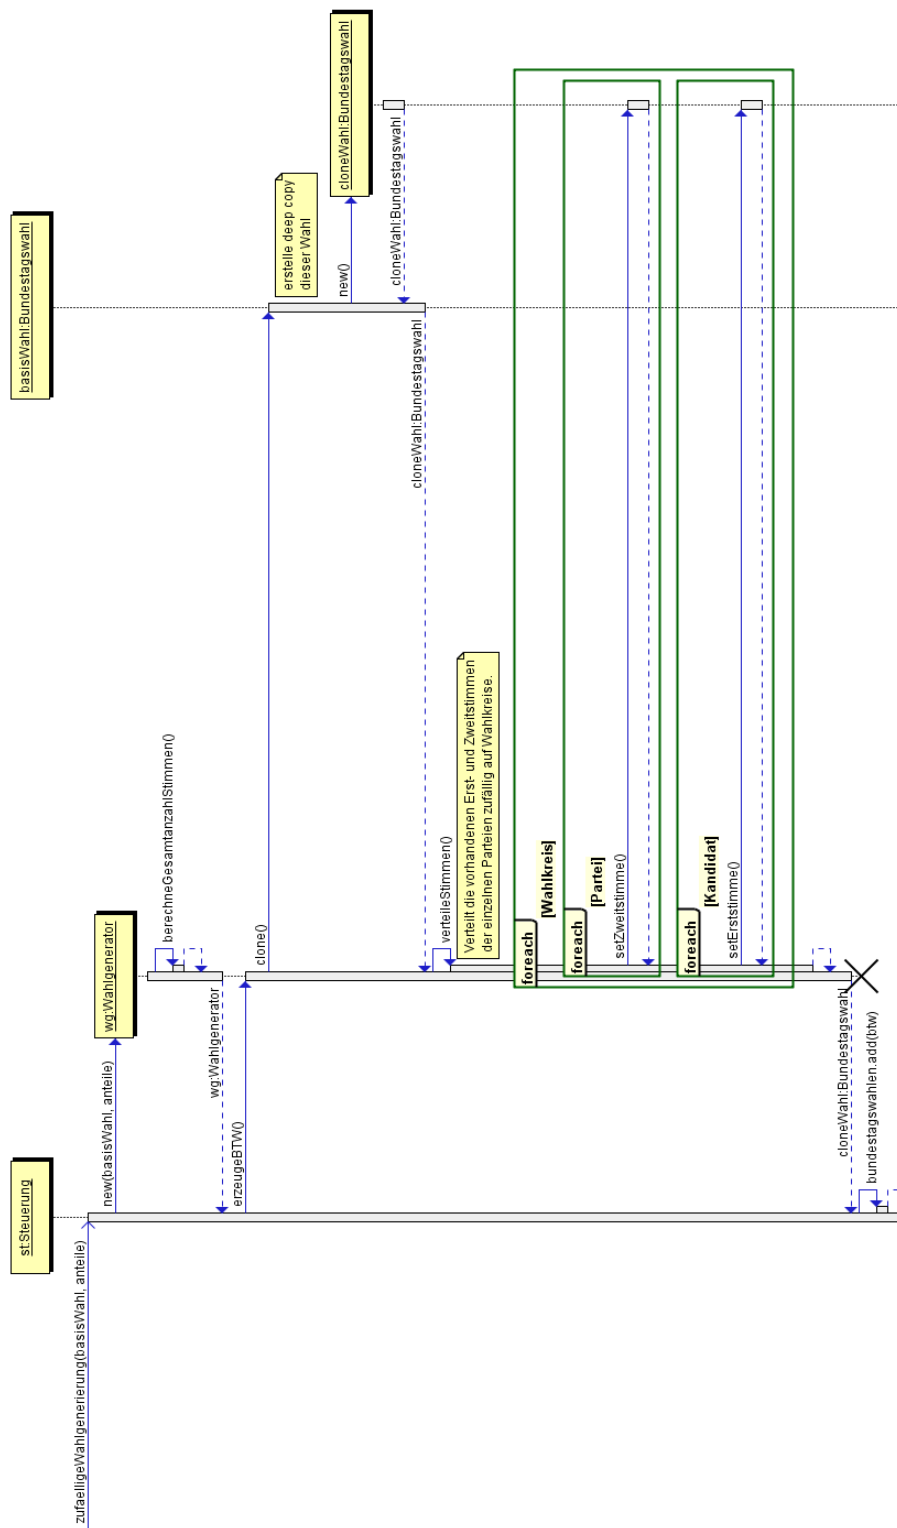 st:Steuerung
basisWahl:Bundestagswahl
zufaelligeWahlgenerierung(basisWahl, anteile)
new(basisWahl, anteile)
wg:Wahlgenerator
berechneGesamtanzahlStimmen()
wg:Wahlgenerator
erzeugeBTW()
clone()
erstelle deep copy
dieser Wahl
new()
cloneWahl:Bundestagswahl
cloneWahl:Bundestagswahl
cloneWahl:Bundestagswahl
verteileStimmen()
Verteilt die vorhandenen Erst- und Zweitstimmen
der einzelnen Parteien zufällig auf Wahlkreise.
foreach
[Wahlkreis]
foreach
[Partei]
setZweitstimme()
foreach
[Kandidat]
setErststimme()
cloneWahl:Bundestagswahl
bundestagswahlen.add(btw)